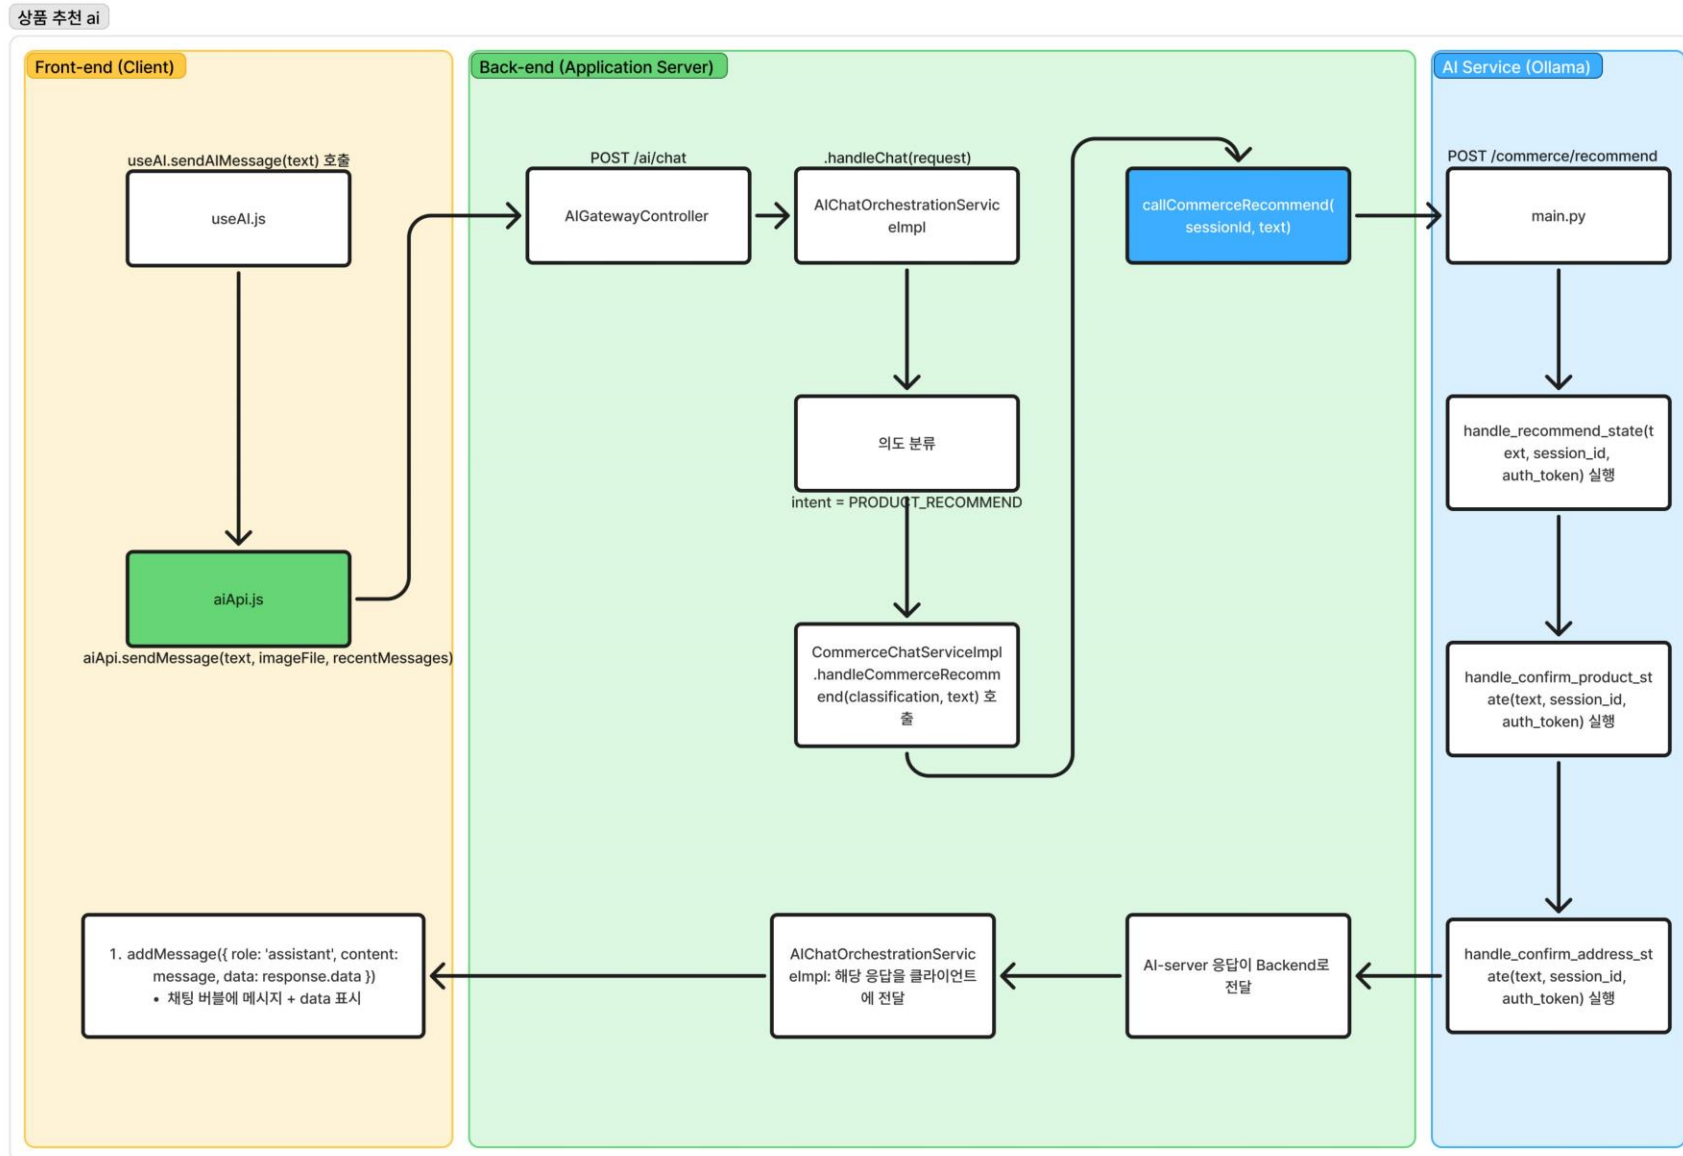 상품 추천 ai
Front-end (Client)
useAI.sendAIMessage(text) 호출
useAI.js
aiApi.js
aiApi.sendMessage(text, imageFile, recentMessages)
1. addMessage({ role: 'assistant', content:
message, data: response.data })
• 채팅 버블에 메시지 + data 표시
Back-end (Application Server)
POST /ai/chat
AIGatewayController
.handleChat(request)
AIChatOrchestrationServic
eImpl
의도 분류
intent = PRODUCT_RECOMMEND
CommerceChatServiceImpl
.handleCommerceRecomm
end(classification, text) 호
출
callCommerceRecommend(
sessionId, text)
AIChatOrchestrationServic
eImpl: 해당 응답을 클라이언트
에 전달
AI-server 응답이 Backend로
전달
AI Service (Ollama)
POST /commerce/recommend
main.py
handle_recommend_state(t
ext, session_id,
auth_token) 실행
handle_confirm_product_st
ate(text, session_id,
auth_token) 실행
handle_confirm_address_st
ate(text, session_id,
auth_token) 실행